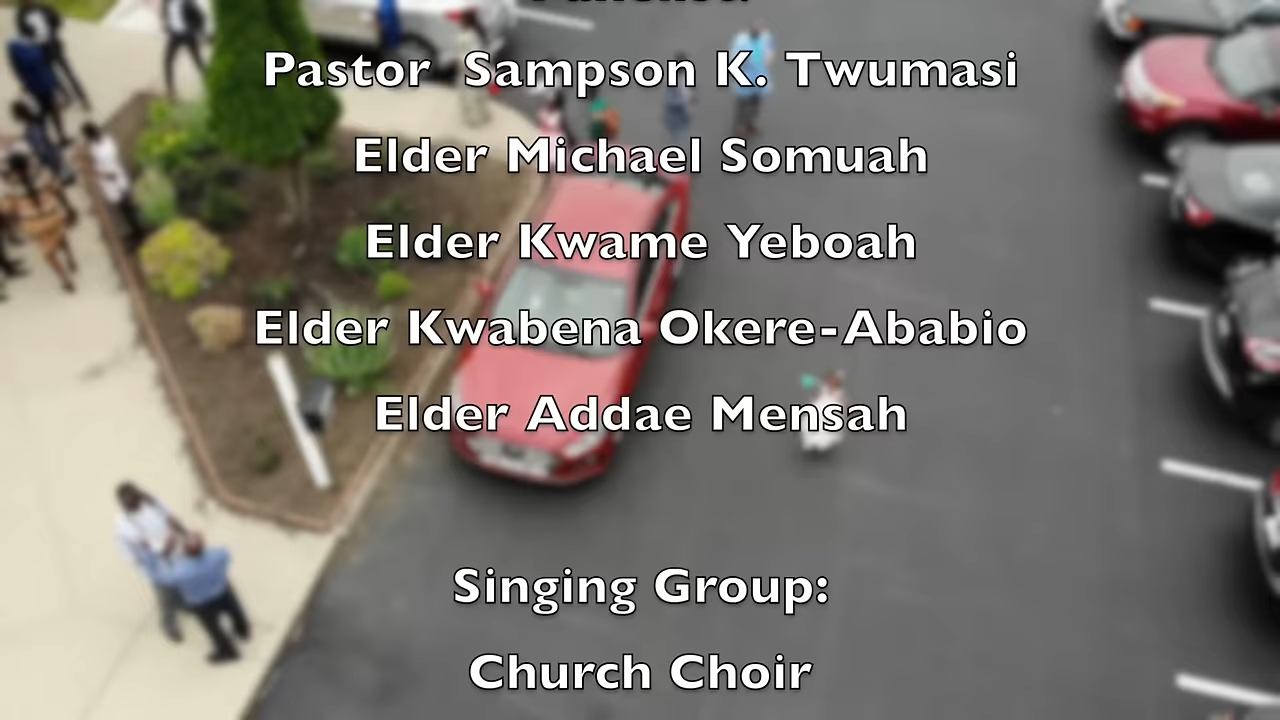 Pastor  Sampson K. Twumasi
Elder Michael Somuah
Elder Kwame Yeboah
Elder Kwabena Okere-Ababio
Elder Addae Mensah
Singing Group:
Church Choir